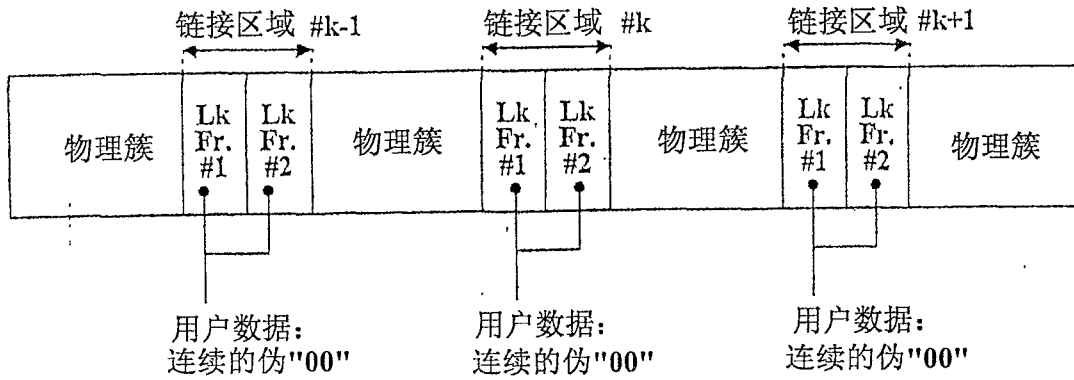 链接区域 #k-1 链接区域 #k 链接区域 #k+1
物理簇 Lk Fr. #1 Lk Fr. #2 物理簇 Lk Fr. #1 Lk Fr. #2 物理簇 Lk Fr. #1 Lk Fr. #2 物理簇
用户数据： 用户数据： 用户数据：
连续的伪"00" 连续的伪"00" 连续的伪"00"